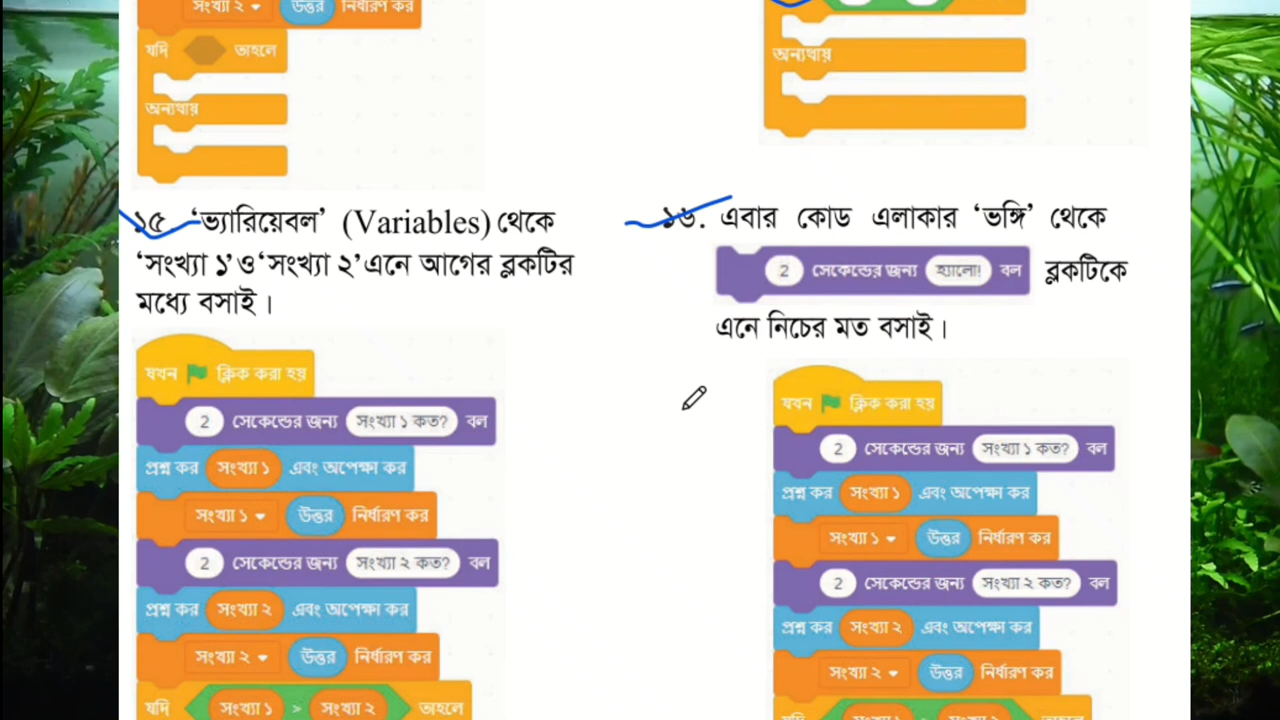 সংখ্যা ২ উত্তর নির্ধারণ কর
যদি তাহলে
অন্যথায়
অন্যথায়
১৫. ‘ভ্যারিয়েবল’ (Variables) থেকে
‘সংখ্যা ১’ ও ‘সংখ্যা ২’ এনে আগের ব্লকটির
মধ্যে বসাই।
যখন ক্লিক করা হয়
2 সেকেন্ডের জন্য সংখ্যা ১ কত? বল
প্রশ্ন কর সংখ্যা ১ এবং অপেক্ষা কর
সংখ্যা ১ উত্তর নির্ধারণ কর
2 সেকেন্ডের জন্য সংখ্যা ২ কত? বল
প্রশ্ন কর সংখ্যা ২ এবং অপেক্ষা কর
সংখ্যা ২ উত্তর নির্ধারণ কর
যদি সংখ্যা ১ > সংখ্যা ২ তাহলে
১৬. এবার কোড এলাকার ‘ভঙ্গি’ থেকে
2 সেকেন্ডের জন্য হ্যালো! বল ব্লকটিকে
এনে নিচের মত বসাই।
যখন ক্লিক করা হয়
2 সেকেন্ডের জন্য সংখ্যা ১ কত? বল
প্রশ্ন কর সংখ্যা ১ এবং অপেক্ষা কর
সংখ্যা ১ উত্তর নির্ধারণ কর
2 সেকেন্ডের জন্য সংখ্যা ২ কত? বল
প্রশ্ন কর সংখ্যা ২ এবং অপেক্ষা কর
সংখ্যা ২ উত্তর নির্ধারণ কর